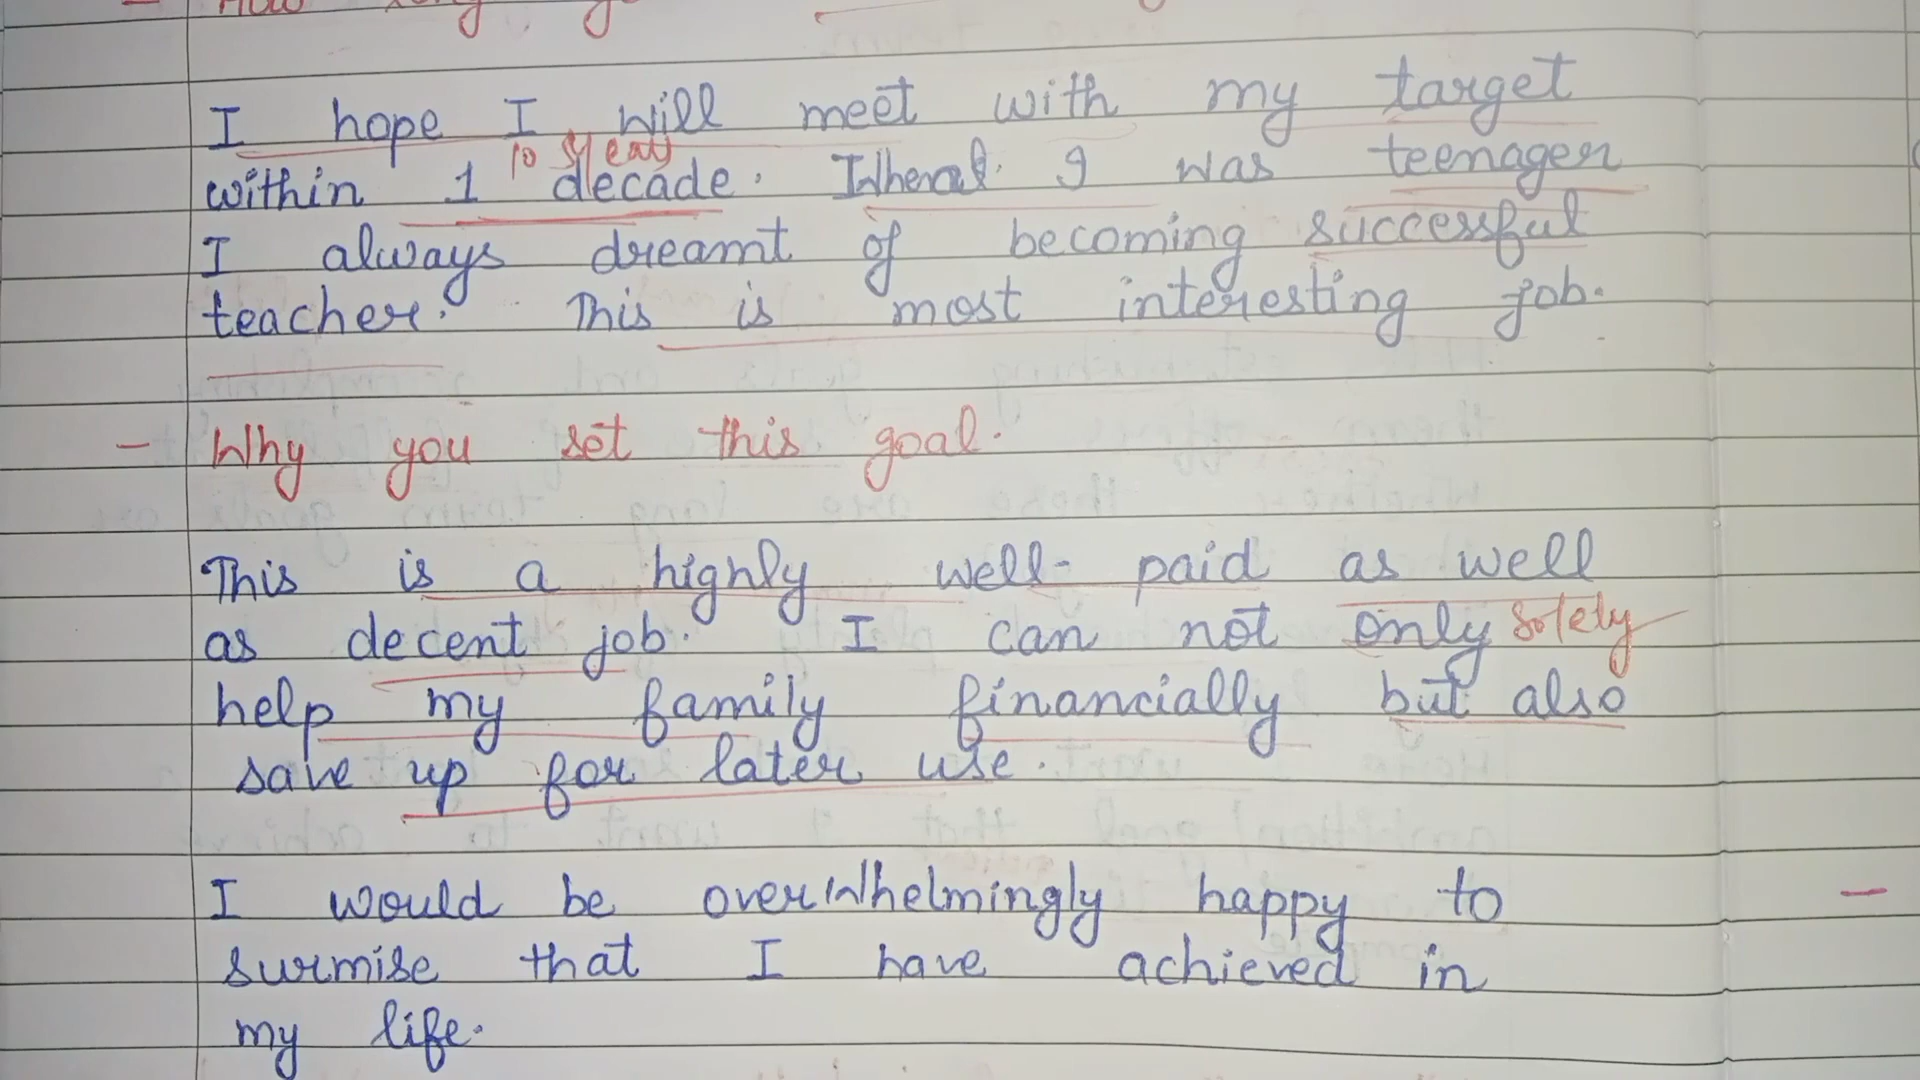 I hope I will meet with my target
10 years
within 1 decade. When I was teenager
I always dreamt of becoming successful
teacher. This is most interesting job.
- Why you set this goal.
This is a highly well-paid as well
as decent job. I can not only solely
help my family financially but also
save up for later use.
I would be overwhelmingly happy to
surmise that I have achieved in
my life.